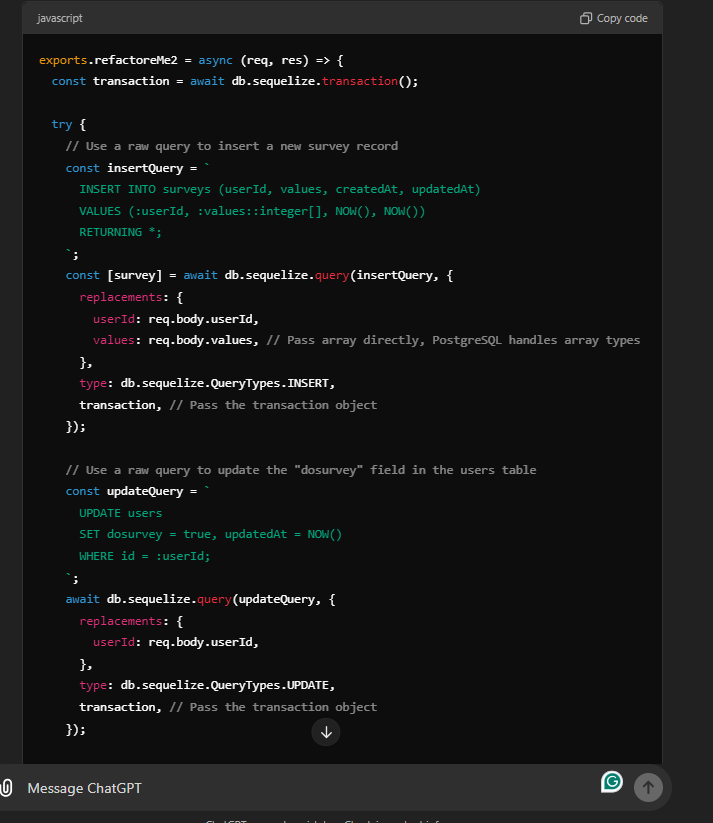 javascript
Copy code
exports.refactoreMe2 = async (req, res) => {
  const transaction = await db.sequelize.transaction();

  try {
    // Use a raw query to insert a new survey record
    const insertQuery = `
      INSERT INTO surveys (userId, values, createdAt, updatedAt)
      VALUES (:userId, :values::integer[], NOW(), NOW())
      RETURNING *;
    `;
    const [survey] = await db.sequelize.query(insertQuery, {
      replacements: {
        userId: req.body.userId,
        values: req.body.values, // Pass array directly, PostgreSQL handles array types
      },
      type: db.sequelize.QueryTypes.INSERT,
      transaction, // Pass the transaction object
    });

    // Use a raw query to update the "dosurvey" field in the users table
    const updateQuery = `
      UPDATE users
      SET dosurvey = true, updatedAt = NOW()
      WHERE id = :userId;
    `;
    await db.sequelize.query(updateQuery, {
      replacements: {
        userId: req.body.userId,
      },
      type: db.sequelize.QueryTypes.UPDATE,
      transaction, // Pass the transaction object
    });
Message ChatGPT